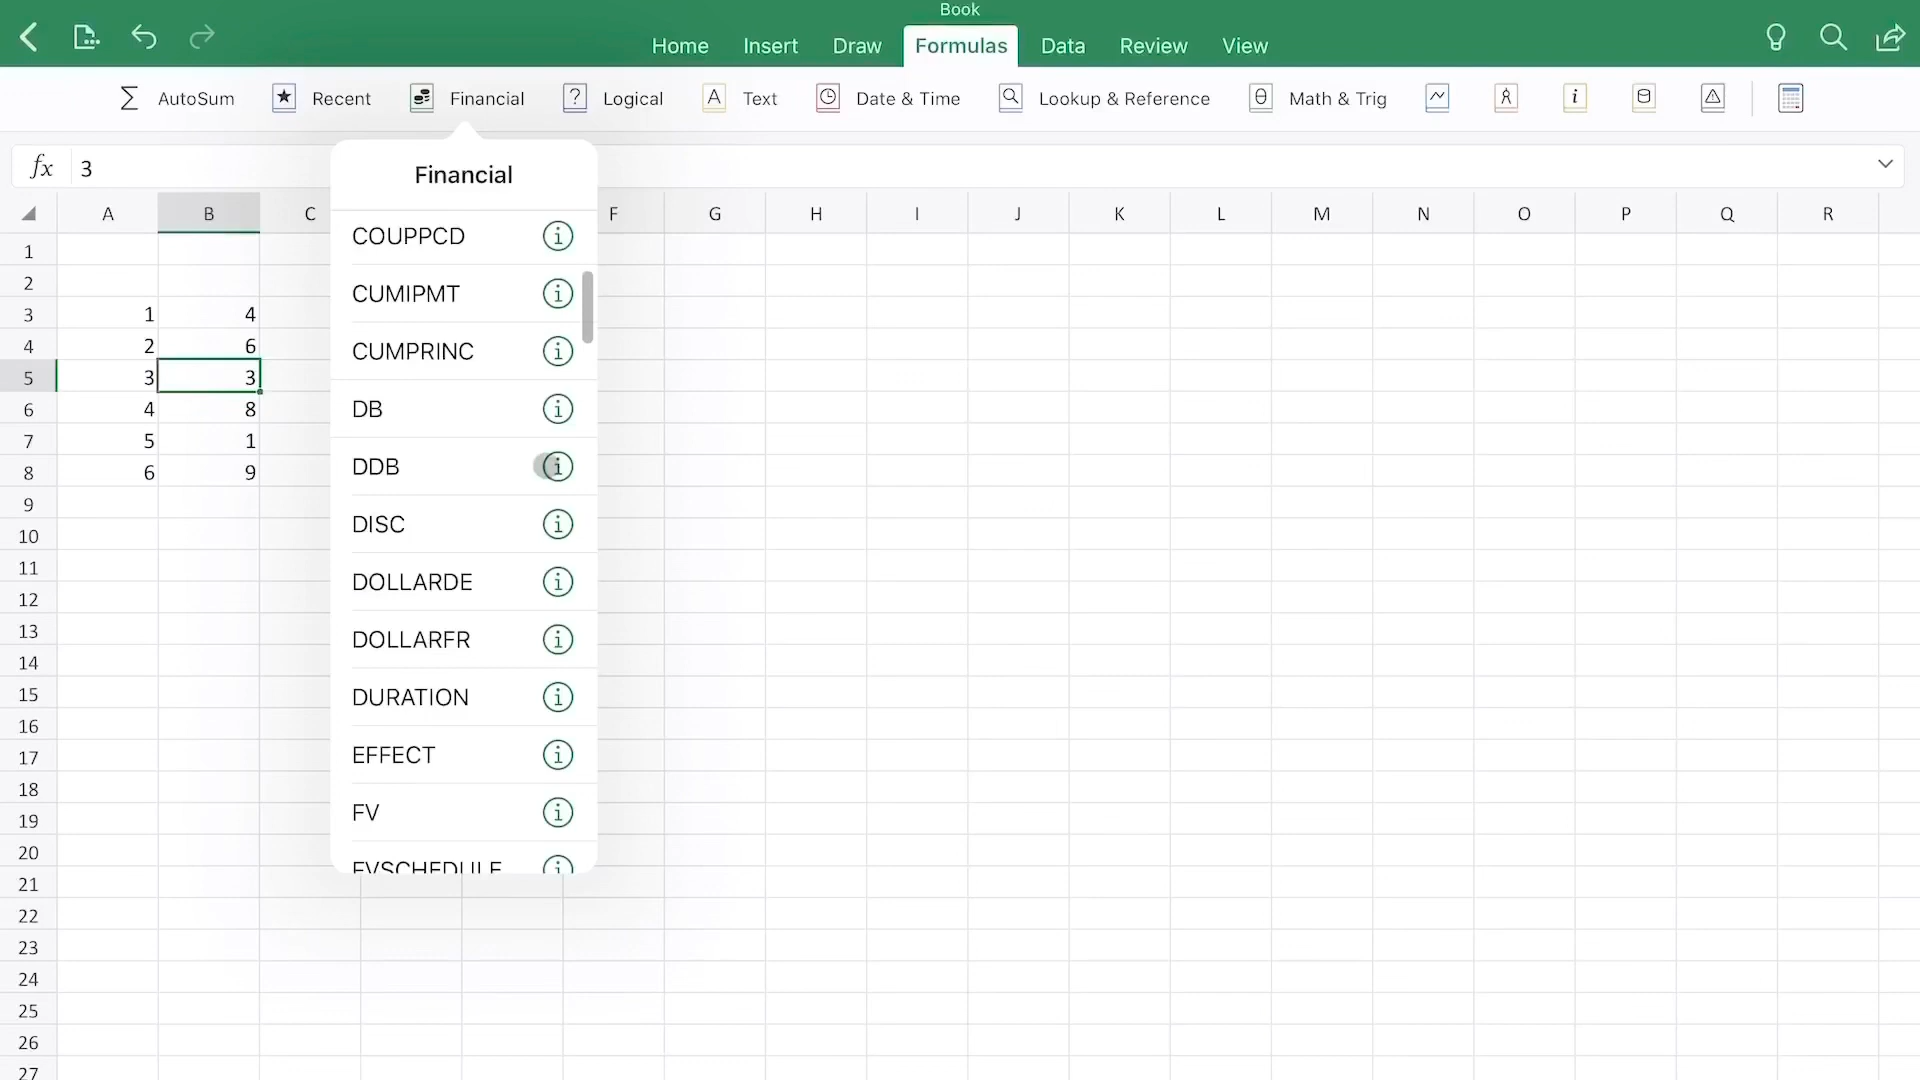 Book
Home Insert Draw Formulas Data Review View
AutoSum Recent Financial Logical Text Date & Time Lookup & Reference Math & Trig
fx 3
Financial
A B C F G H I J K L M N O P Q R
COUPPCD
CUMIPMT
CUMPRINC
DB
DDB
DISC
DOLLARDE
DOLLARFR
DURATION
EFFECT
FV
FVSCHEDULE
1
2
3 1 4
4 2 6
5 3 3
6 4 8
7 5 1
8 6 9
9
10
11
12
13
14
15
16
17
18
19
20
21
22
23
24
25
26
27